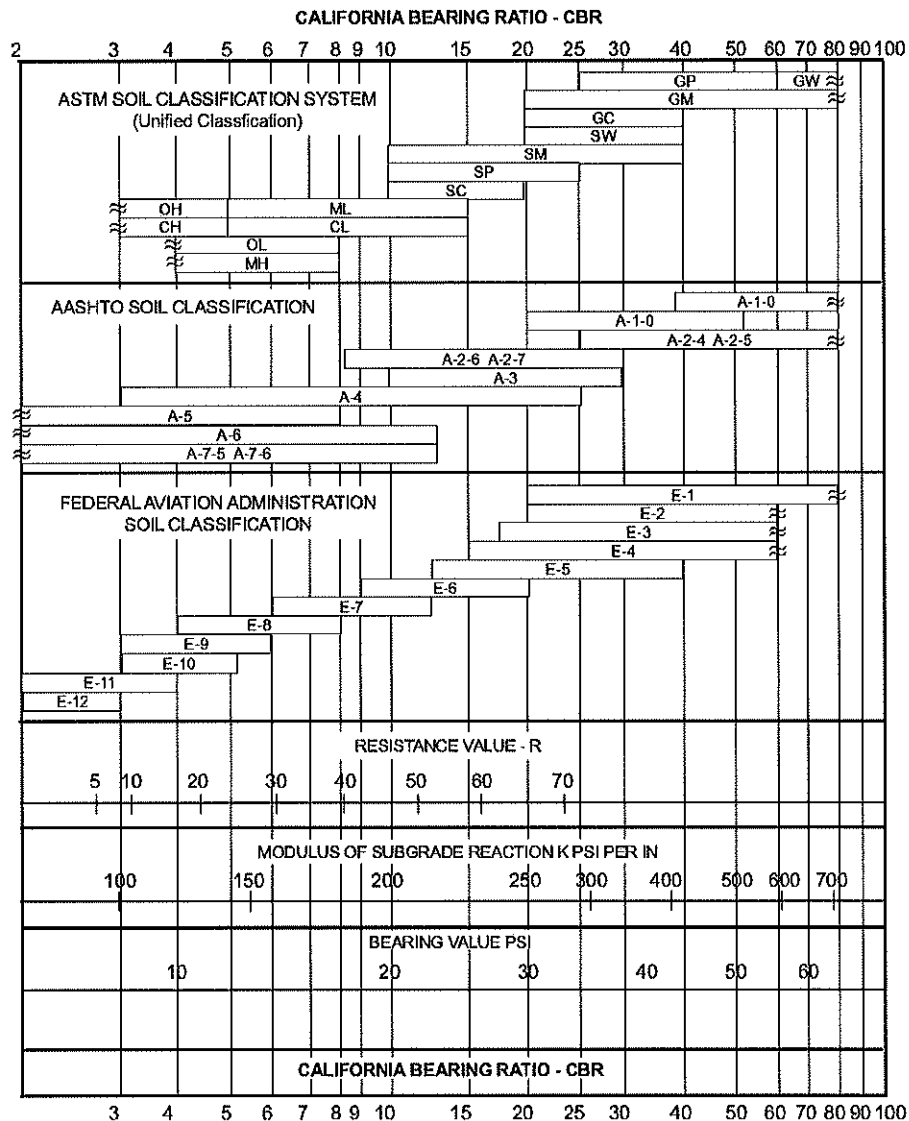 CALIFORNIA BEARING RATIO - CBR
2 3 4 5 6 7 8 9 10 15 20 25 30 40 50 60 70 80 90 100
ASTM SOIL CLASSIFICATION SYSTEM
(Unified Classfication)
GP GW
GM
GC
SW
SM
SP
SC
OH ML
CH CL
OL
MH
AASHTO SOIL CLASSIFICATION
A-1-0
A-1-0
A-2-4 A-2-5
A-2-6 A-2-7
A-3
A-4
A-5
A-6
A-7-5 A-7-6
FEDERAL AVIATION ADMINISTRATION
SOIL CLASSIFICATION
E-1
E-2
E-3
E-4
E-5
E-6
E-7
E-8
E-9
E-10
E-11
E-12
RESISTANCE VALUE - R
5 10 20 30 40 50 60 70
MODULUS OF SUBGRADE REACTION K PSI PER IN
100 150 200 250 300 400 500 600 700
BEARING VALUE PSI
10 20 30 40 50 60
CALIFORNIA BEARING RATIO - CBR
3 4 5 6 7 8 9 10 15 20 25 30 40 50 60 70 80 90 100